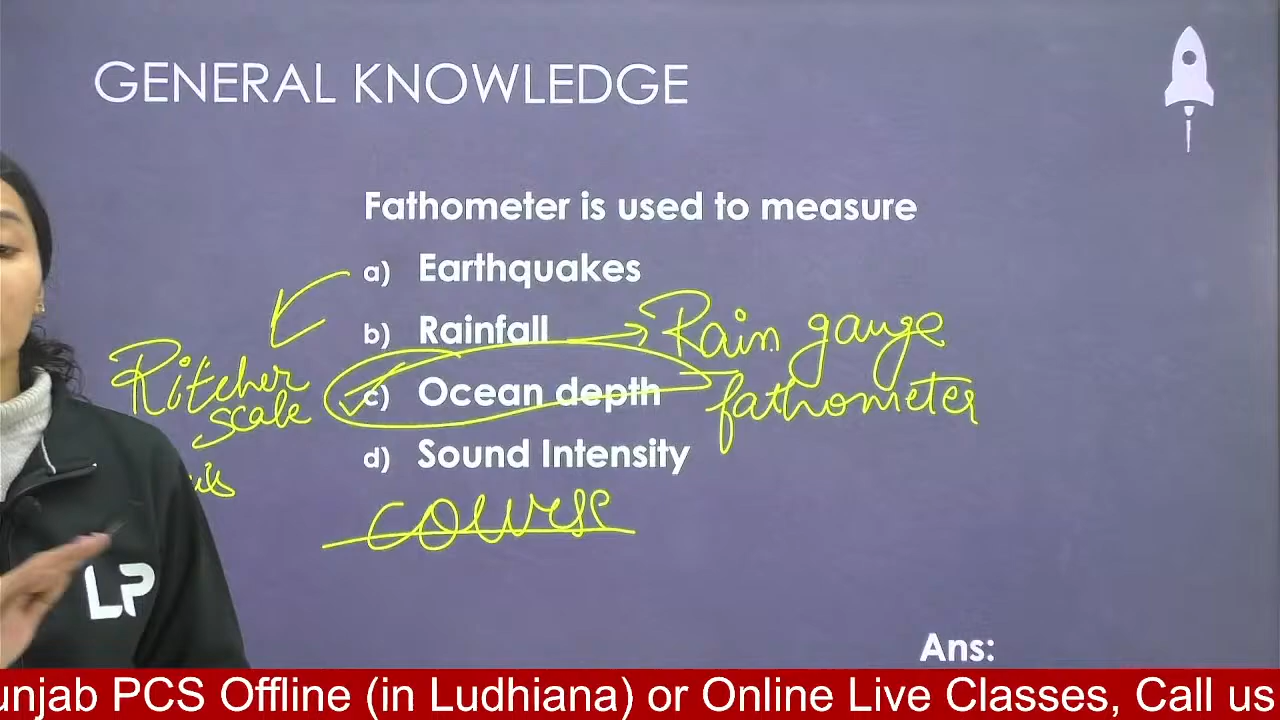 GENERAL KNOWLEDGE
Fathometer is used to measure
a) Earthquakes
b) Rainfall
Rain gauge
Ritcher
scale
c) Ocean depth
fathometer
d) Sound Intensity
course
LP
Ans:
unjab PCS Offline (in Ludhiana) or Online Live Classes, Call us